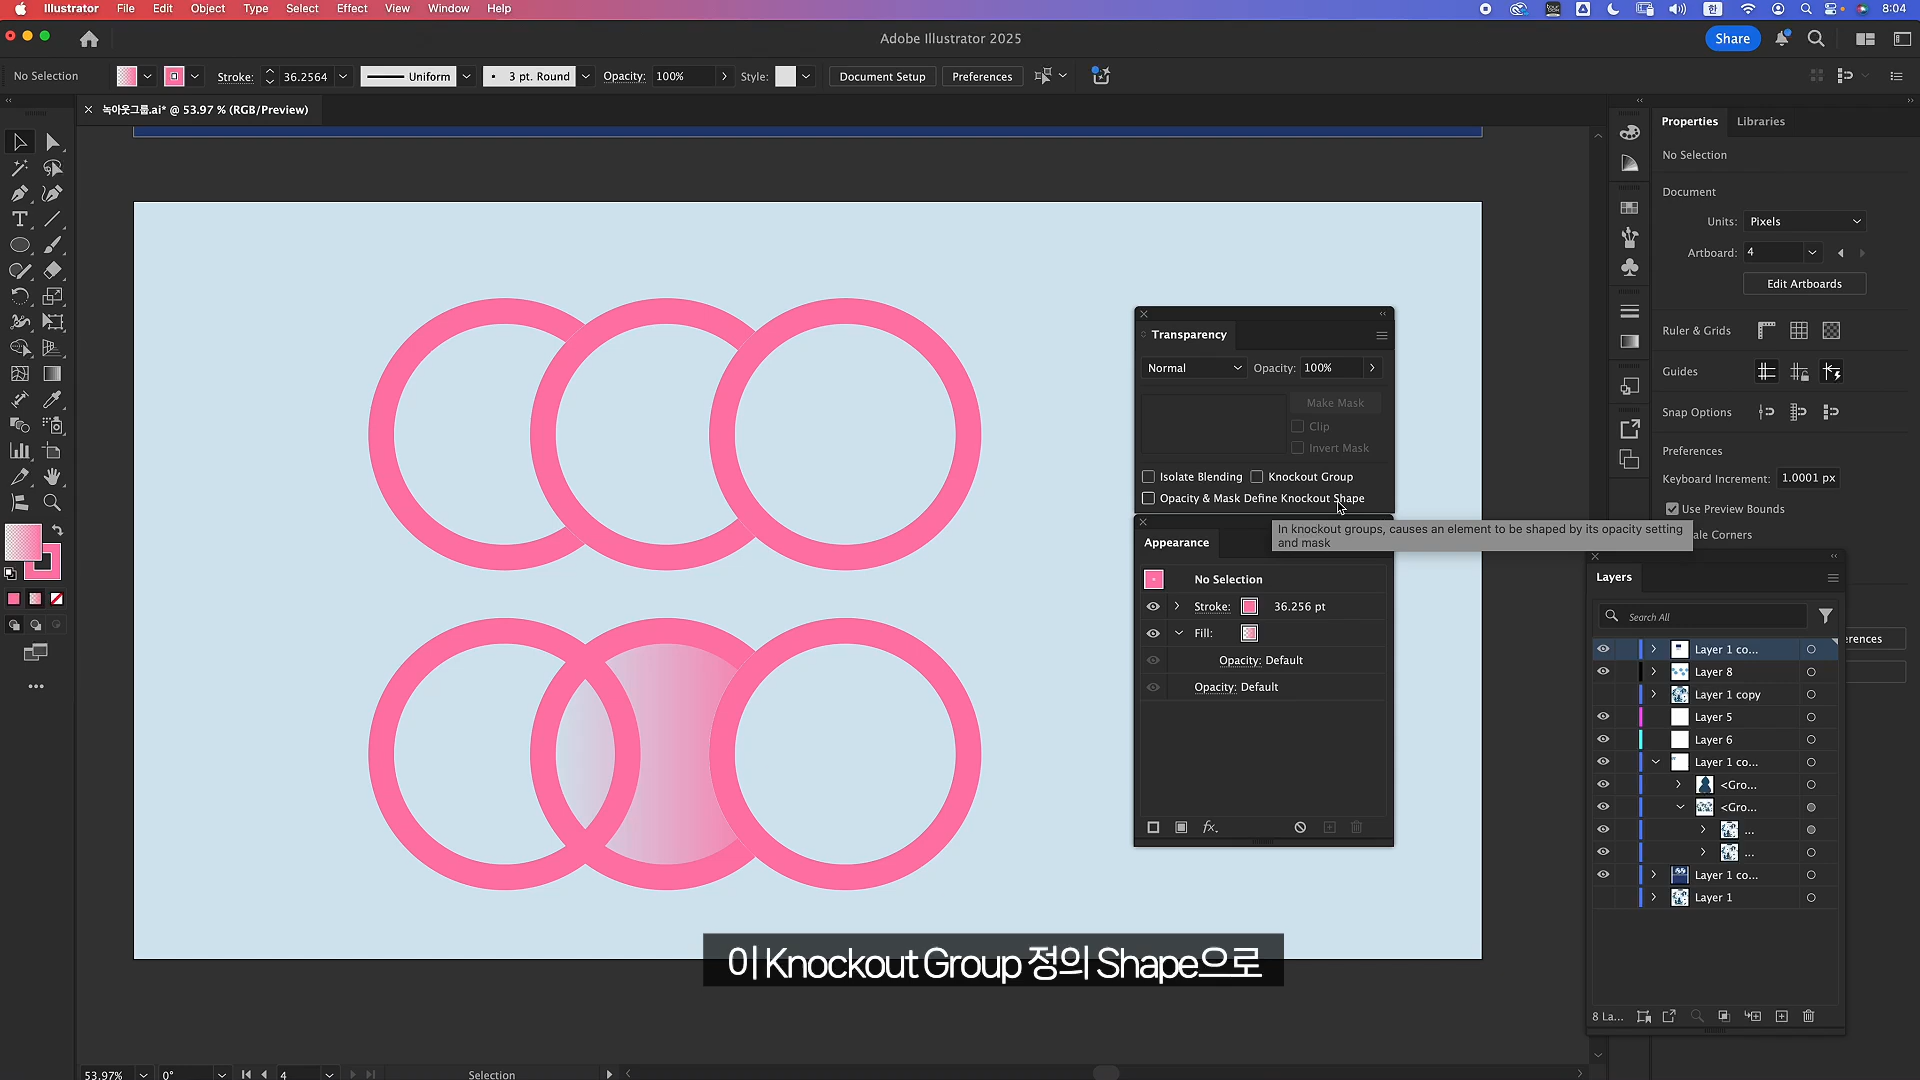 Illustrator File Edit Object Type Select Effect View Window Help
한 8:04
Adobe Illustrator 2025
Share
No Selection
Stroke: 36.2564
Uniform
3 pt. Round
Opacity: 100%
Style:
Document Setup
Preferences
녹아웃그룹.ai* @ 53.97 % (RGB/Preview)
Properties
Libraries
No Selection
Document
Units: Pixels
Artboard: 4
Edit Artboards
Ruler & Grids
Guides
Snap Options
Preferences
Keyboard Increment: 1.0001 px
Use Preview Bounds
ale Corners
erences
Transparency
Normal
Opacity: 100%
Make Mask
Clip
Invert Mask
Isolate Blending
Knockout Group
Opacity & Mask Define Knockout Shape
In knockout groups, causes an element to be shaped by its opacity setting
and mask
Appearance
No Selection
Stroke: 36.256 pt
Fill:
Opacity: Default
Opacity: Default
fx.
Layers
Search All
Layer 1 co...
Layer 8
Layer 1 copy
Layer 5
Layer 6
Layer 1 co...
<Gro...
<Gro...
...
...
Layer 1 co...
Layer 1
8 La...
이 Knockout Group 정의 Shape으로
53.97%
0°
4
Selection